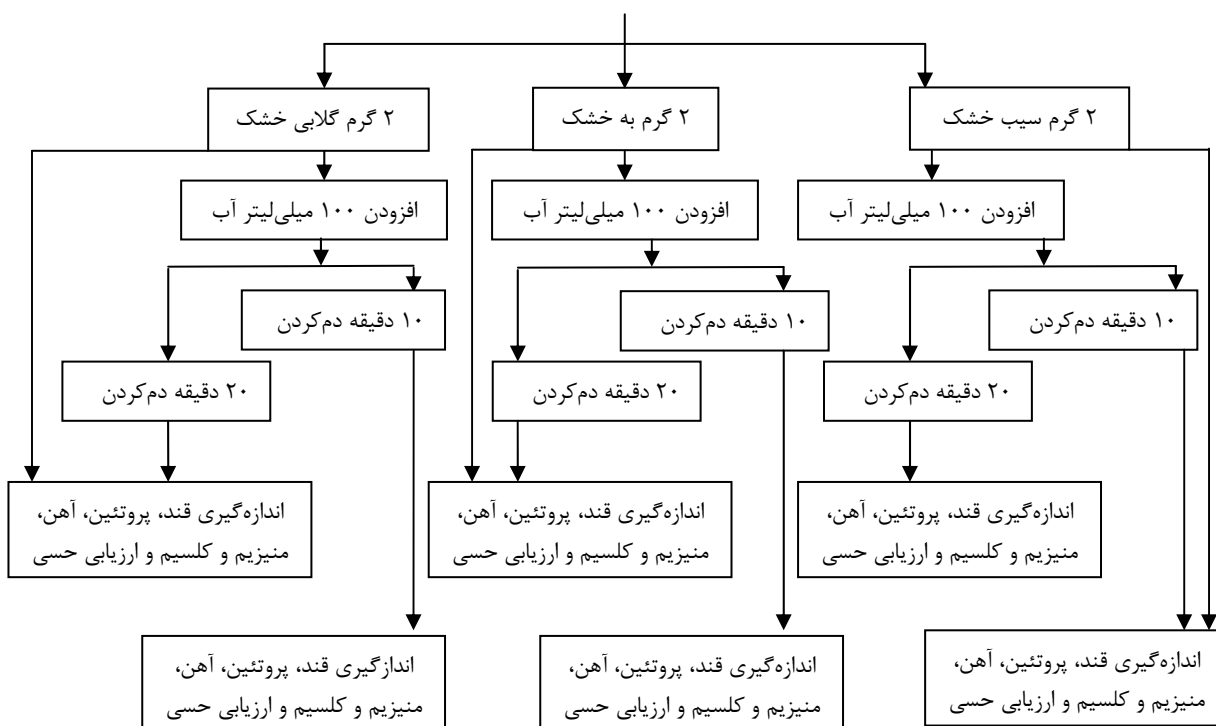 ۲ گرم سیب خشک
۲ گرم به خشک
۲ گرم گلابی خشک
افزودن ۱۰۰ میلی‌لیتر آب
افزودن ۱۰۰ میلی‌لیتر آب
افزودن ۱۰۰ میلی‌لیتر آب
۱۰ دقیقه دم‌کردن
۱۰ دقیقه دم‌کردن
۱۰ دقیقه دم‌کردن
۲۰ دقیقه دم‌کردن
۲۰ دقیقه دم‌کردن
۲۰ دقیقه دم‌کردن
اندازه‌گیری قند، پروتئین، آهن،
منیزیم و کلسیم و ارزیابی حسی
اندازه‌گیری قند، پروتئین، آهن،
منیزیم و کلسیم و ارزیابی حسی
اندازه‌گیری قند، پروتئین، آهن،
منیزیم و کلسیم و ارزیابی حسی
اندازه‌گیری قند، پروتئین، آهن،
منیزیم و کلسیم و ارزیابی حسی
اندازگیری قند، پروتئین، آهن،
منیزیم و کلسیم و ارزیابی حسی
اندازگیری قند، پروتئین، آهن،
منیزیم و کلسیم و ارزیابی حسی